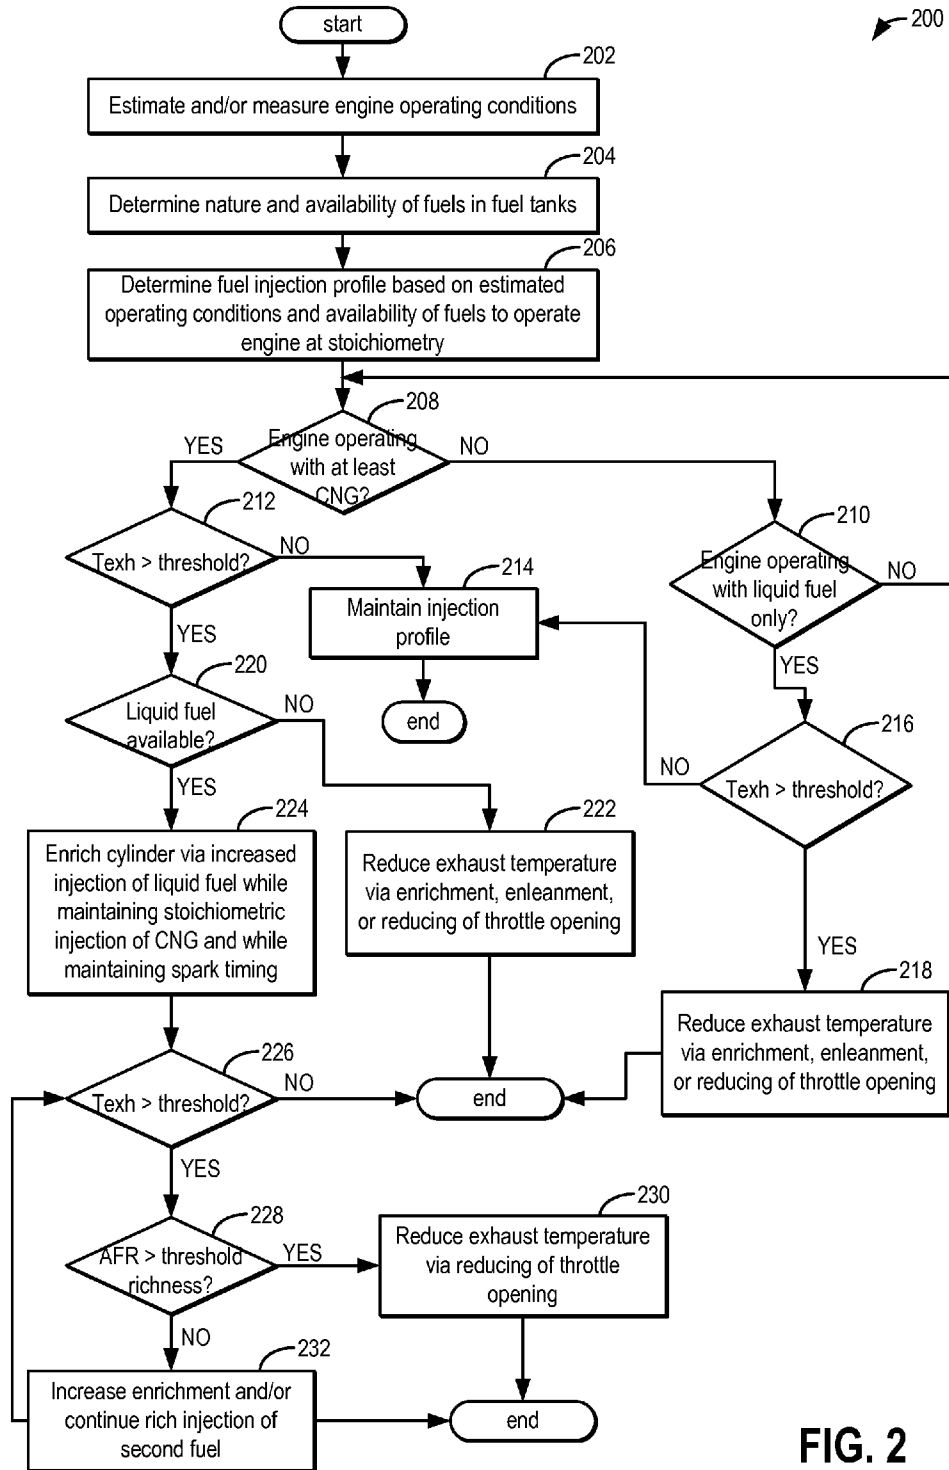 start
200
202
Estimate and/or measure engine operating conditions
204
Determine nature and availability of fuels in fuel tanks
206
Determine fuel injection profile based on estimated
operating conditions and availability of fuels to operate
engine at stoichiometry
208
Engine operating
with at least
CNG?
YES
NO
212
Texh > threshold?
NO
YES
210
Engine operating
with liquid fuel
only?
NO
YES
214
Maintain injection
profile
end
220
Liquid fuel
available?
NO
YES
216
Texh > threshold?
NO
YES
224
Enrich cylinder via increased
injection of liquid fuel while
maintaining stoichiometric
injection of CNG and while
maintaining spark timing
222
Reduce exhaust temperature
via enrichment, enleanment,
or reducing of throttle opening
218
Reduce exhaust temperature
via enrichment, enleanment,
or reducing of throttle opening
226
Texh > threshold?
NO
YES
end
228
AFR > threshold
richness?
YES
NO
230
Reduce exhaust temperature
via reducing of throttle
opening
232
Increase enrichment and/or
continue rich injection of
second fuel
end
FIG. 2